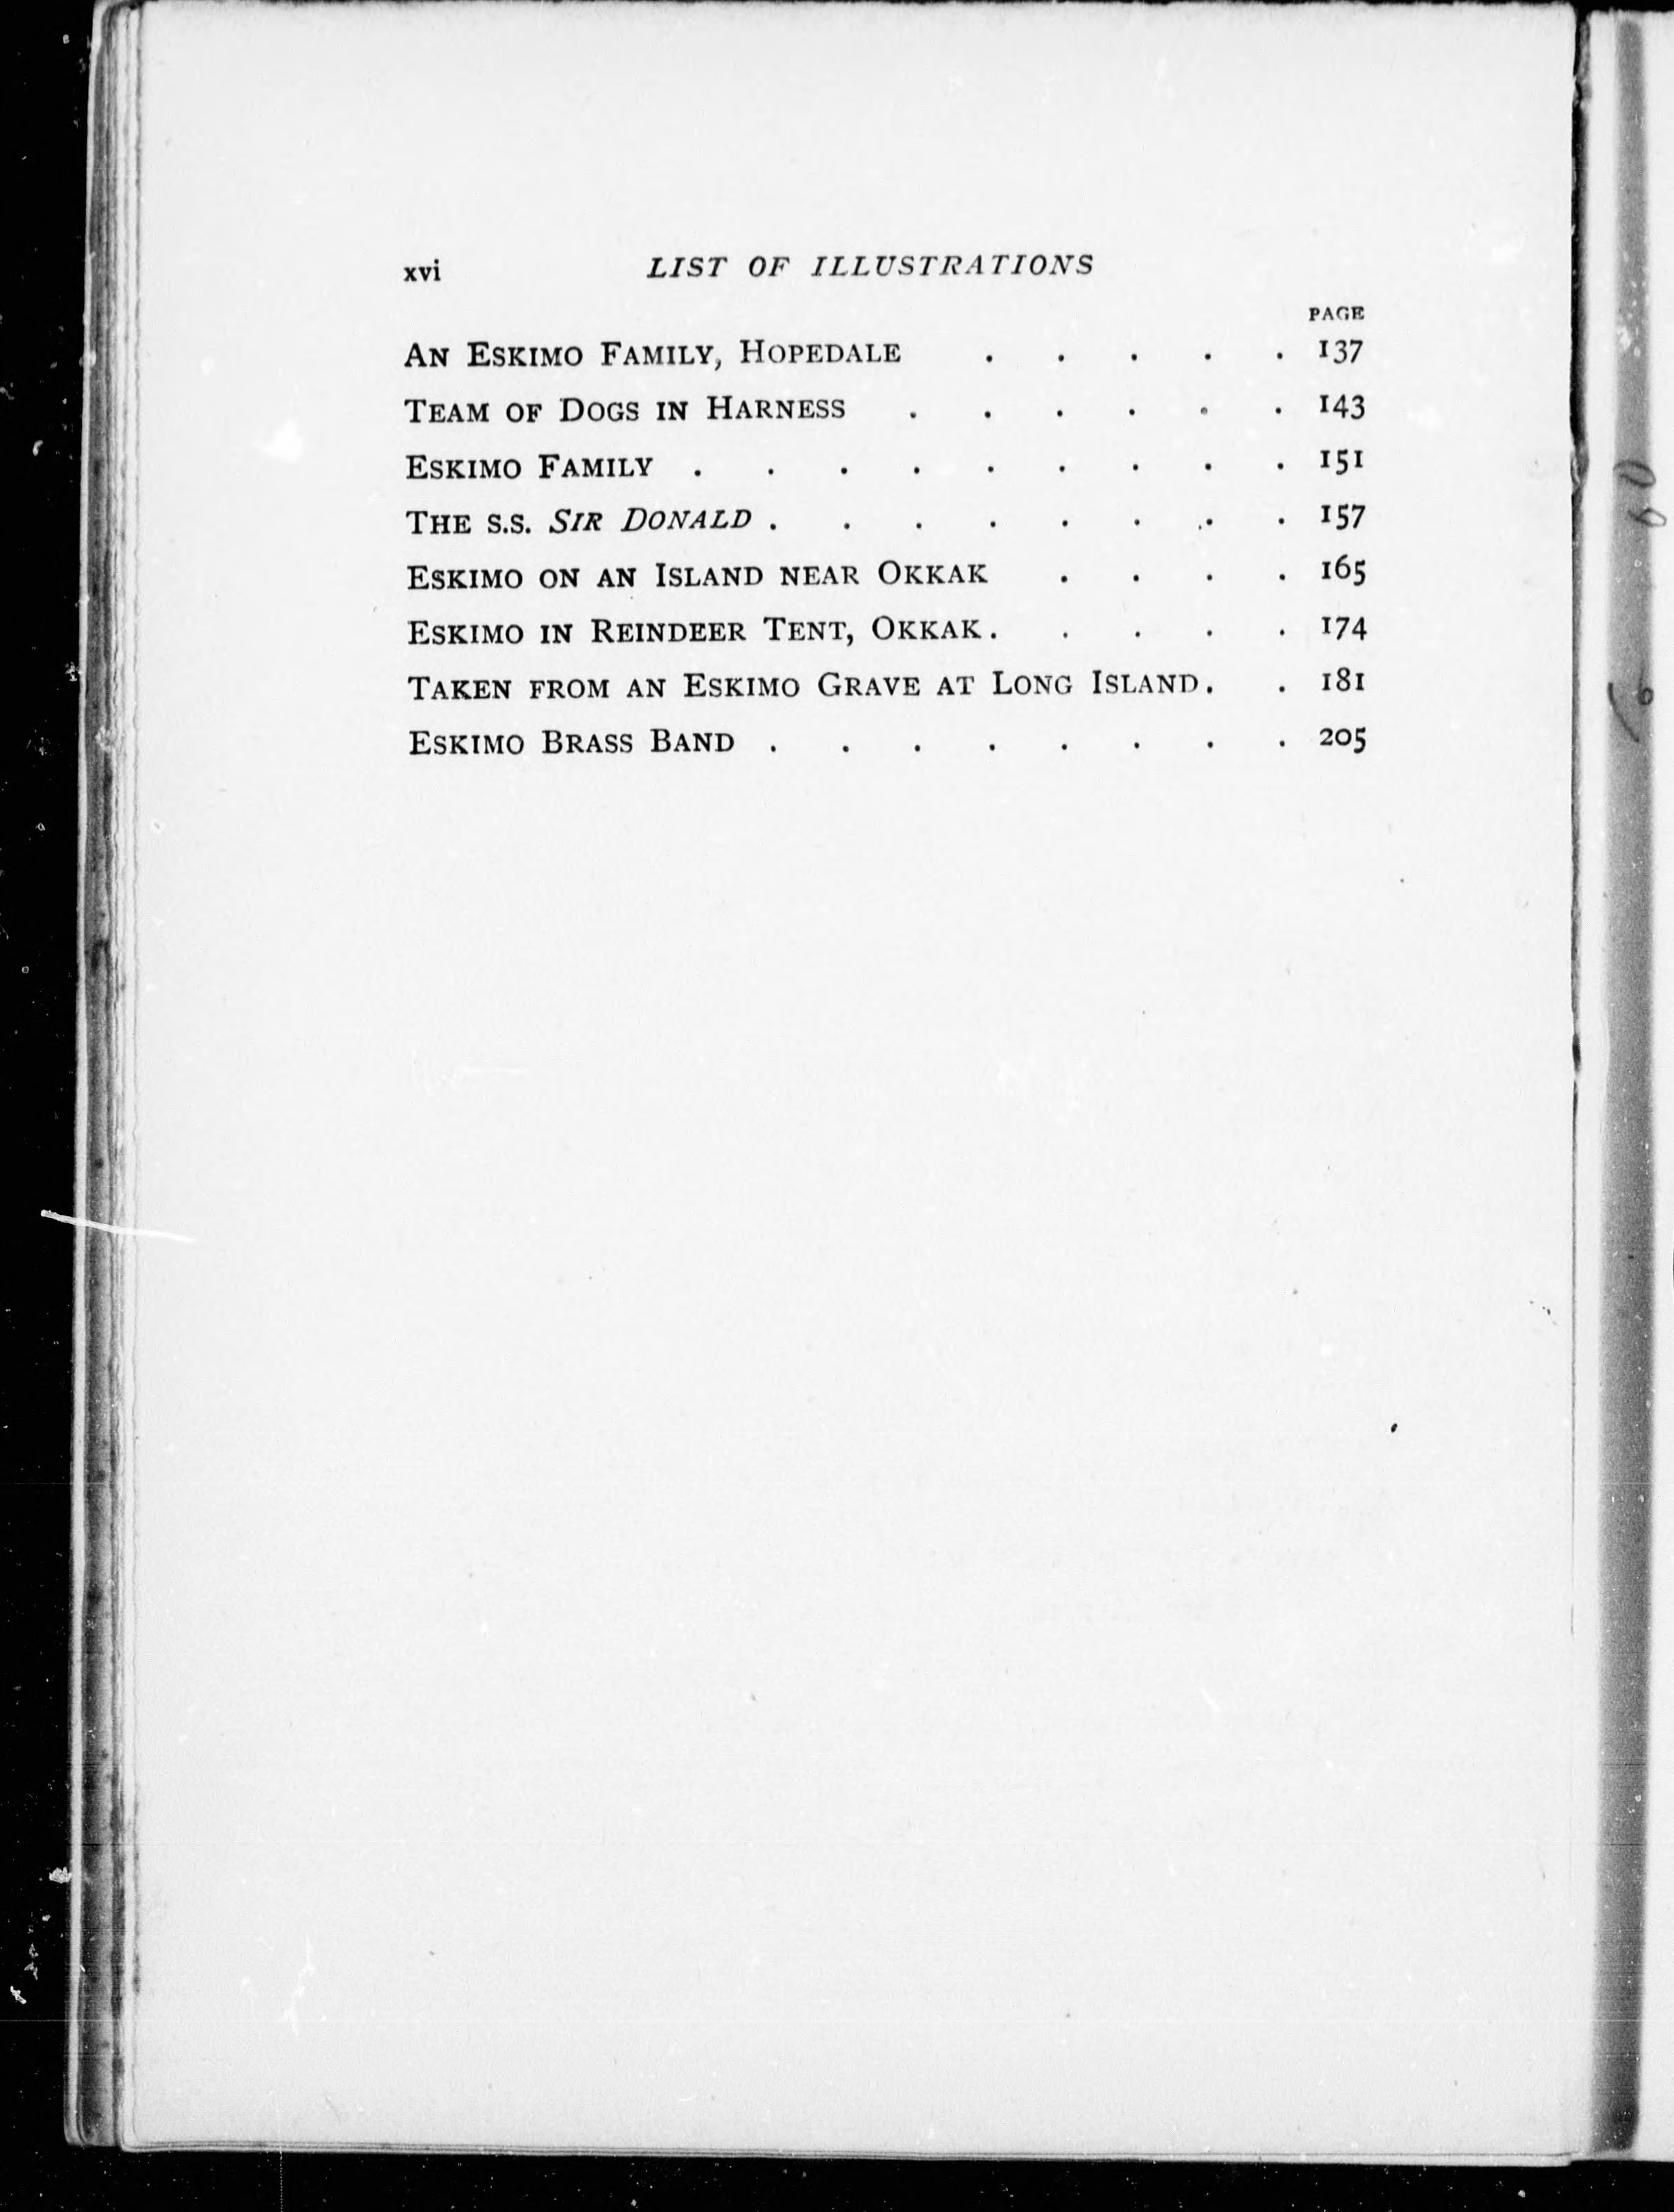 xvi LIST OF ILLUSTRATIONS
PAGE
AN ESKIMO FAMILY, HOPEDALE . . . . . 137
TEAM OF DOGS IN HARNESS . . . . . . 143
ESKIMO FAMILY . . . . . . . . . 151
THE S.S. SIR DONALD . . . . . . . . 157
ESKIMO ON AN ISLAND NEAR OKKAK . . . . 165
ESKIMO IN REINDEER TENT, OKKAK . . . . . 174
TAKEN FROM AN ESKIMO GRAVE AT LONG ISLAND . . 181
ESKIMO BRASS BAND . . . . . . . . 205